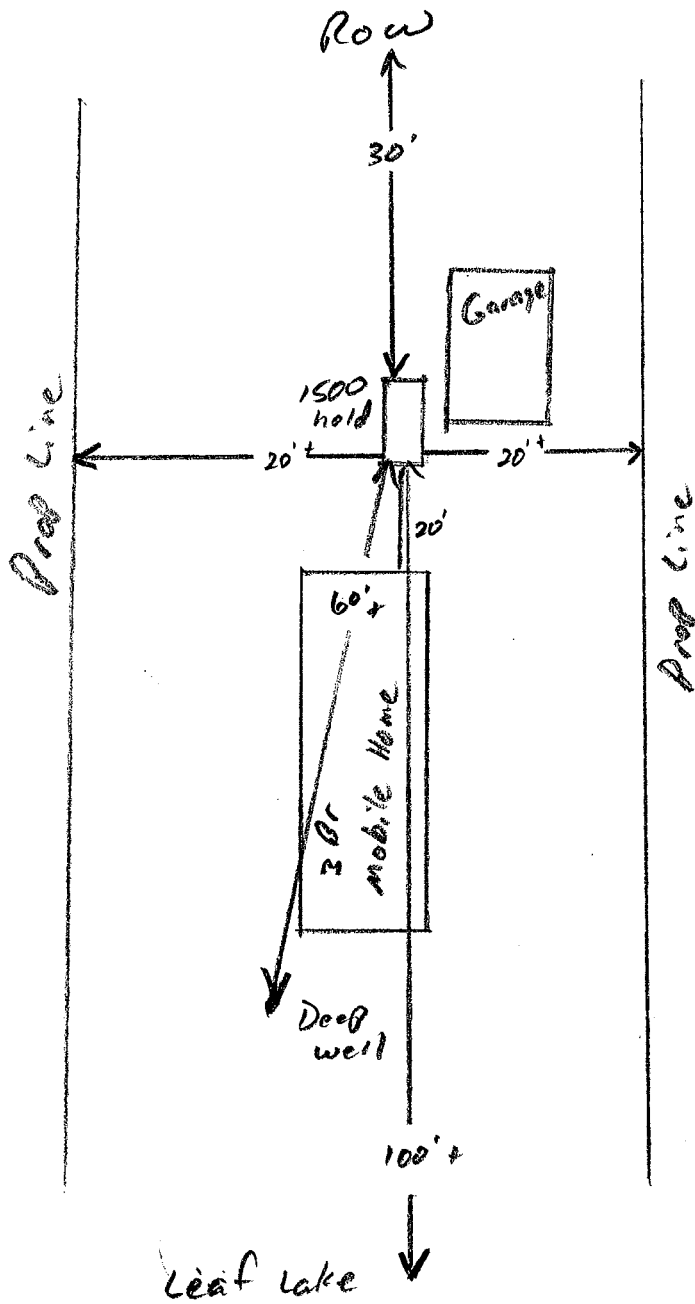 Row
30'
Garage
1500
hold
20'+
20'+
Prop Line
Prop Line
20'
60'+
3 Br
Mobile Home
Deep
well
100'+
Leaf Lake